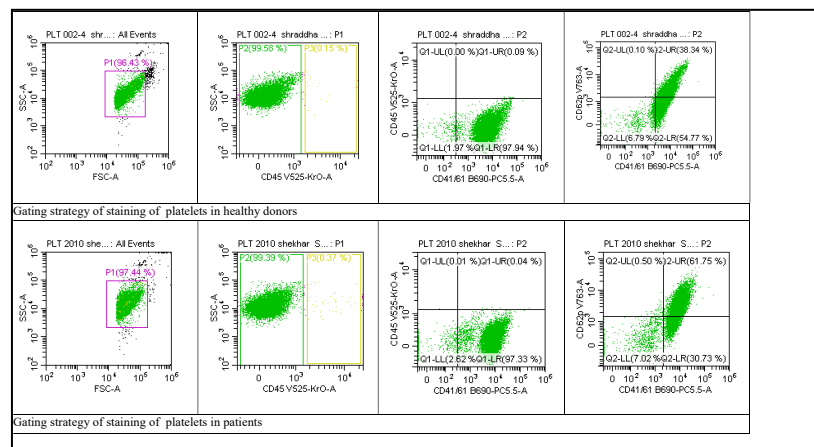 PLT 002-4 shr...: All Events
P1(96.43 %)
SSC-A
FSC-A
PLT 002-4 shraddha ...: P1
P2(99.58 %) P3(0.15 %)
SSC-A
CD45 V525-KrO-A
PLT 002-4 shraddha ...: P2
Q1-UL(0.00 %) Q1-UR(0.09 %)
CD45 V525-KrO-A
Q1-LL(1.97 %) Q1-LR(97.94 %)
CD41/61 B690-PC5.5-A
PLT 002-4 shraddha ...: P2
Q2-UL(0.10 %) 2-UR(38.34 %)
CD62p V763-A
Q2-LL(6.79 %) Q2-LR(54.77 %)
CD41/61 B690-PC5.5-A
Gating strategy of staining of platelets in healthy donors
PLT 2010 she...: All Events
P1(97.44 %)
SSC-A
FSC-A
PLT 2010 shekhar S...: P1
P2(99.39 %) P3(0.37 %)
SSC-A
CD45 V525-KrO-A
PLT 2010 shekhar S...: P2
Q1-UL(0.01 %) Q1-UR(0.04 %)
CD45 V525-KrO-A
Q1-LL(2.62 %) Q1-LR(97.33 %)
CD41/61 B690-PC5.5-A
PLT 2010 shekhar S...: P2
Q2-UL(0.50 %) 2-UR(61.75 %)
CD62p V763-A
Q2-LL(7.02 %) Q2-LR(30.73 %)
CD41/61 B690-PC5.5-A
Gating strategy of staining of platelets in patients